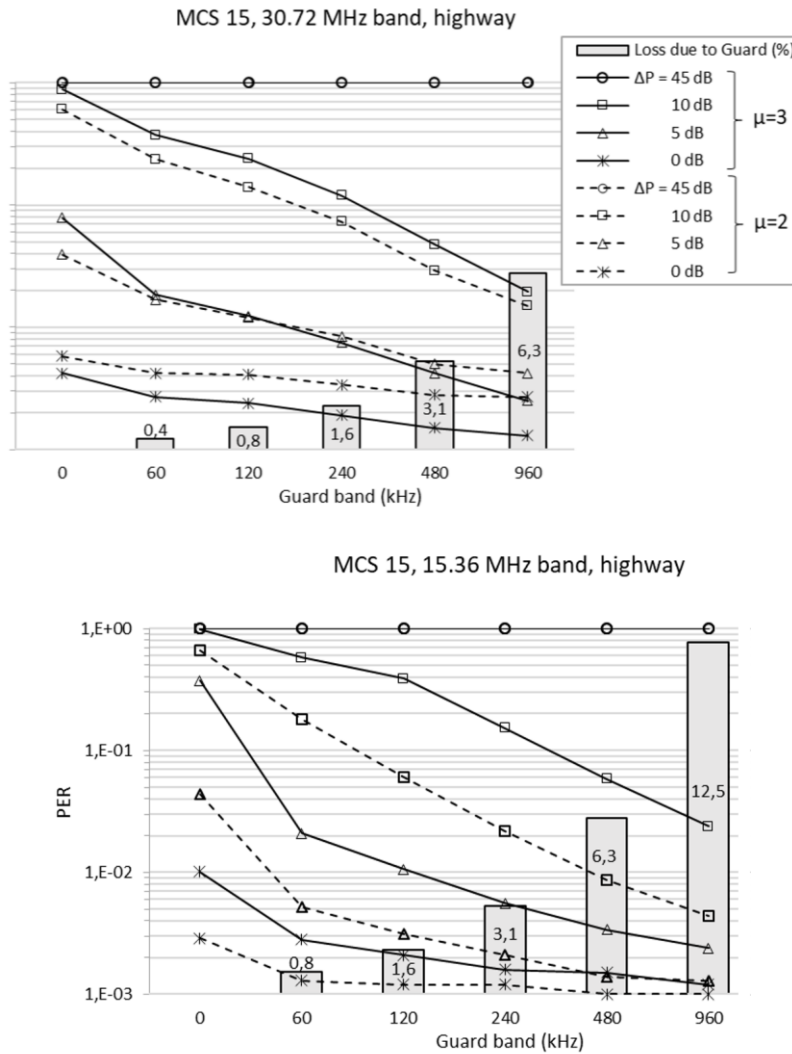 MCS 15, 30.72 MHz band, highway
Loss due to Guard (%)
ΔP = 45 dB
10 dB
5 dB
0 dB
μ=3
ΔP = 45 dB
10 dB
5 dB
0 dB
μ=2
0,4
0,8
1,6
3,1
6,3
0 60 120 240 480 960
Guard band (kHz)
MCS 15, 15.36 MHz band, highway
PER
1,E+00
1,E-01
1,E-02
1,E-03
0,8
1,6
3,1
6,3
12,5
0 60 120 240 480 960
Guard band (kHz)